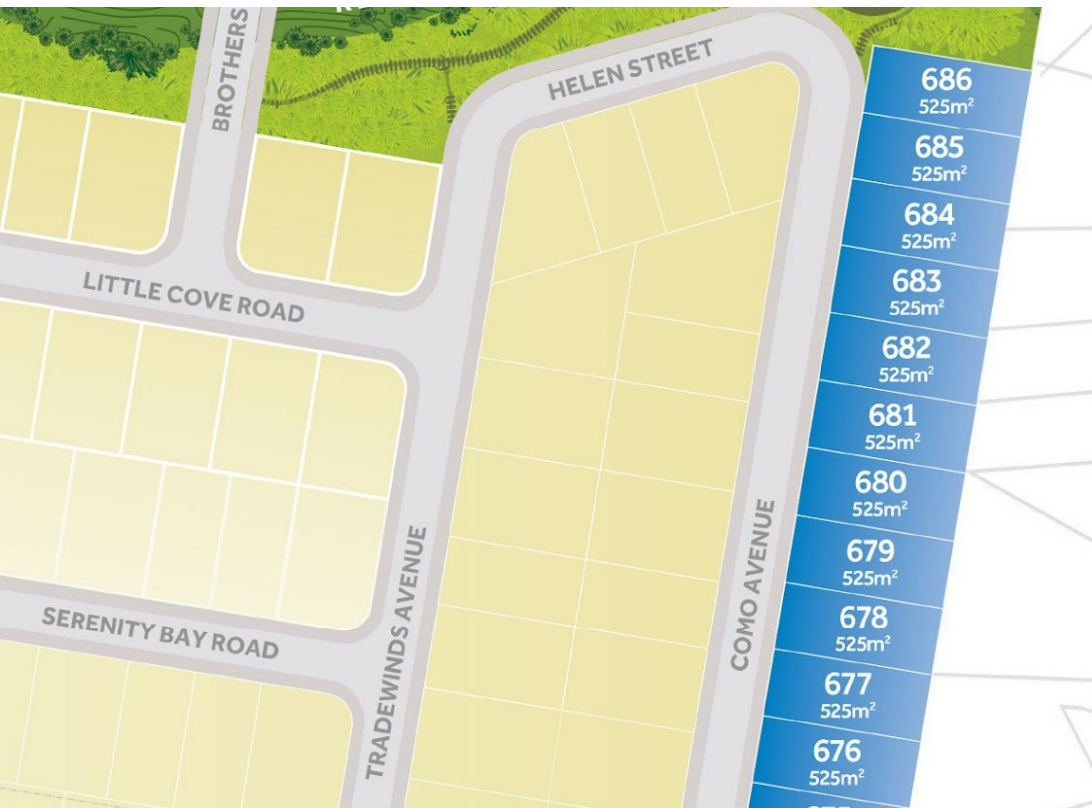 BROTHERS
HELEN STREET
LITTLE COVE ROAD
SERENITY BAY ROAD
TRADEWINDS AVENUE
COMO AVENUE
686
525m²
685
525m²
684
525m²
683
525m²
682
525m²
681
525m²
680
525m²
679
525m²
678
525m²
677
525m²
676
525m²